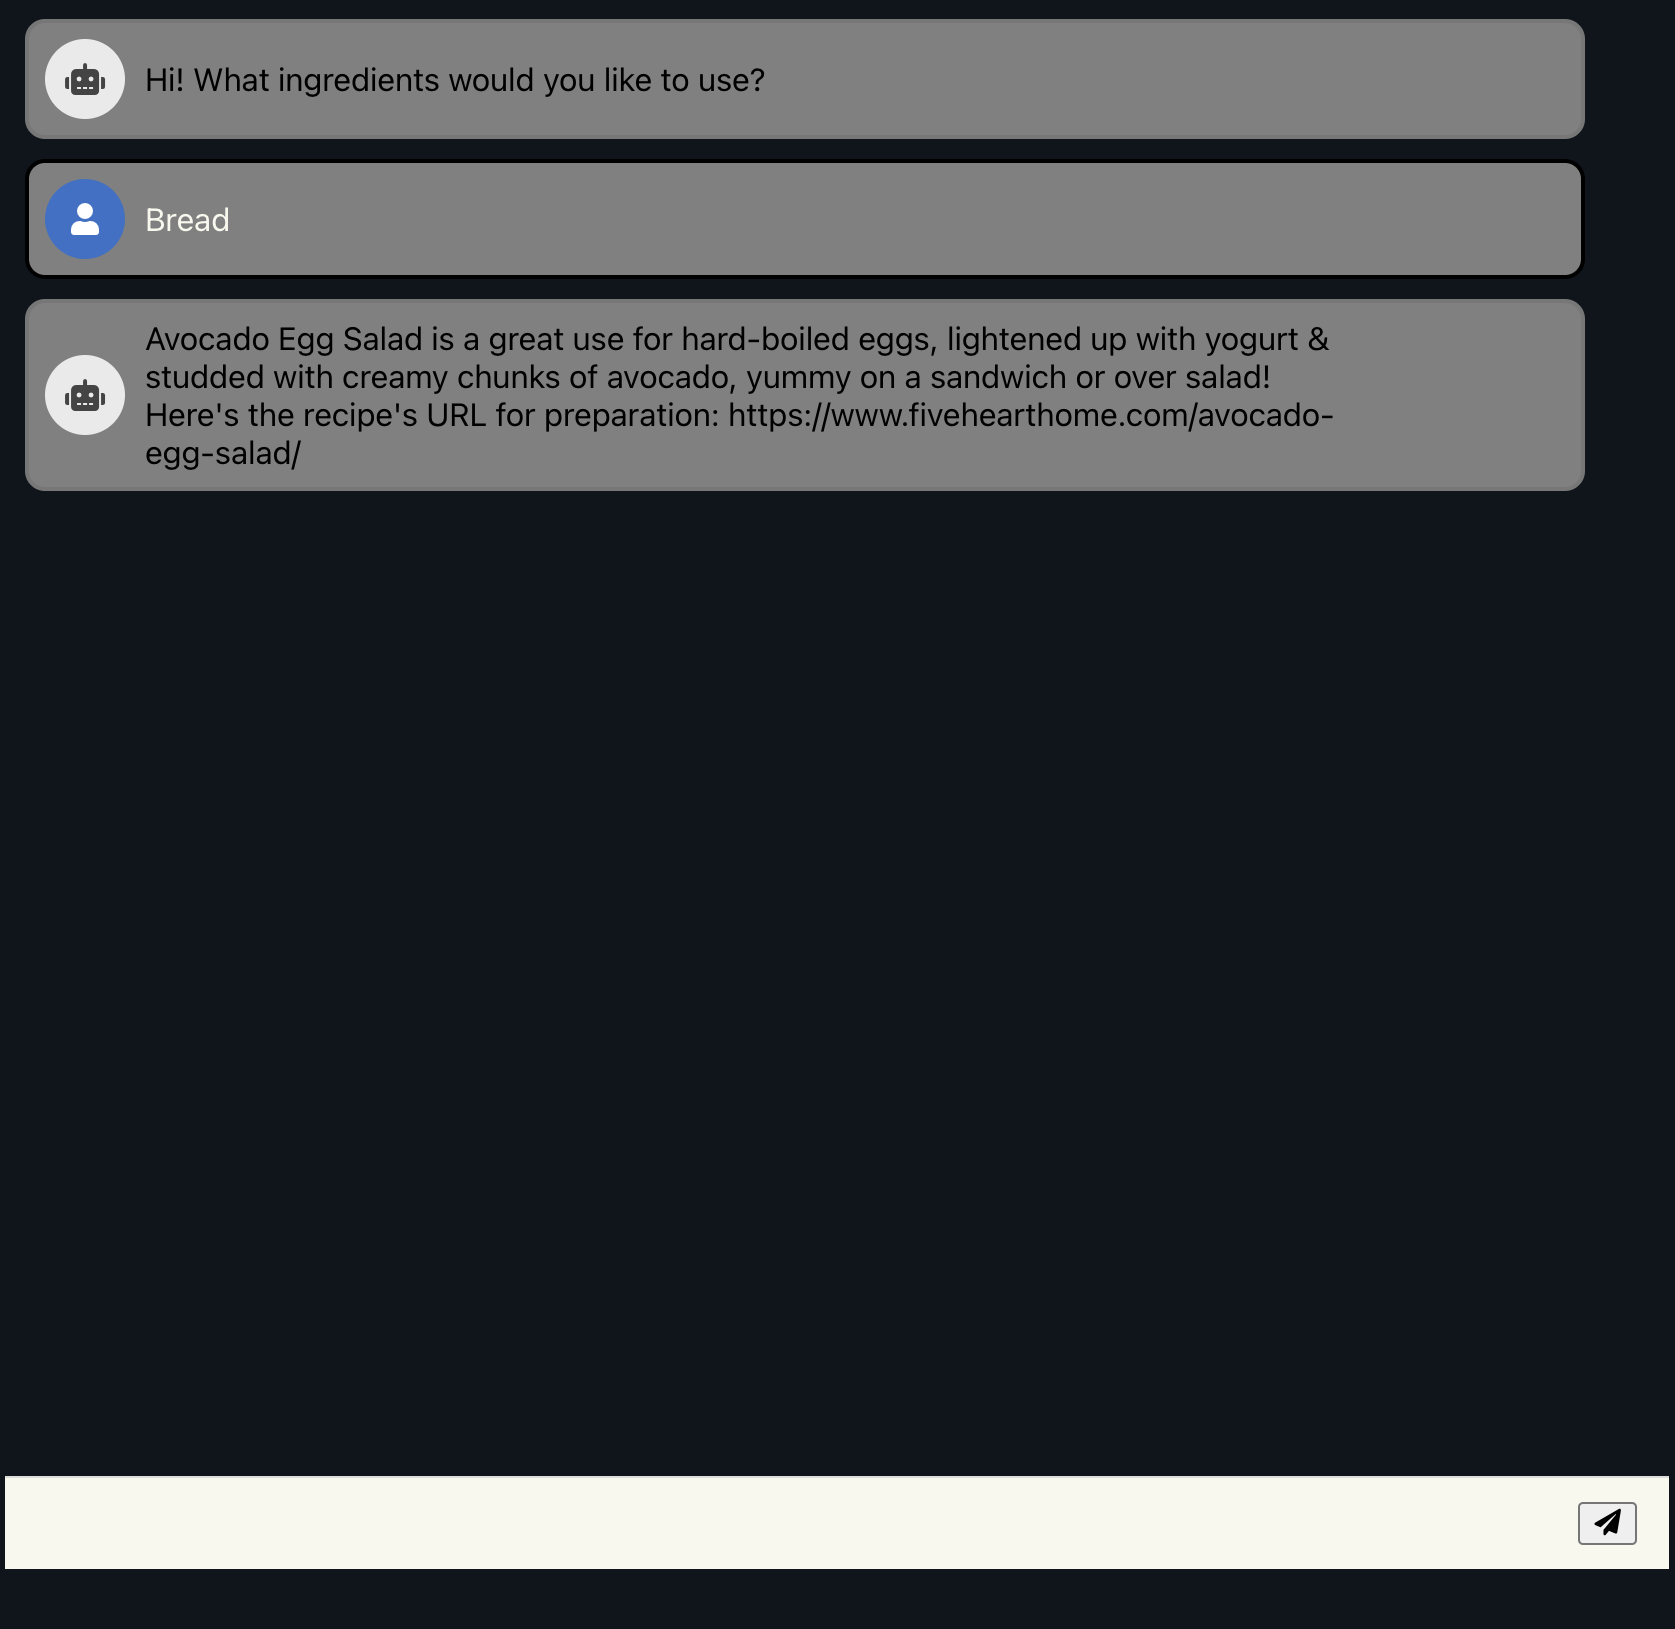 Hi! What ingredients would you like to use?
Bread
Avocado Egg Salad is a great use for hard-boiled eggs, lightened up with yogurt &
studded with creamy chunks of avocado, yummy on a sandwich or over salad!
Here's the recipe's URL for preparation: https://www.fivehearthome.com/avocado-
egg-salad/